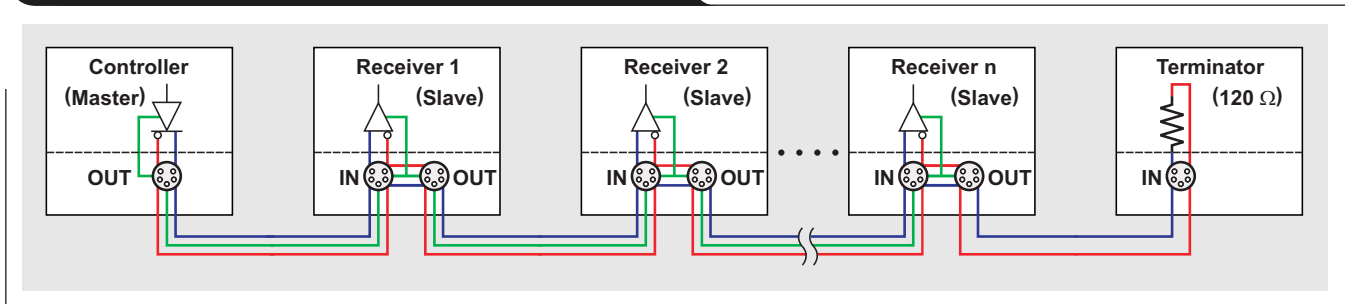 Controller
(Master)
OUT
Receiver 1
(Slave)
IN
OUT
Receiver 2
(Slave)
IN
OUT
Receiver n
(Slave)
IN
OUT
Terminator
(120 Ω)
IN